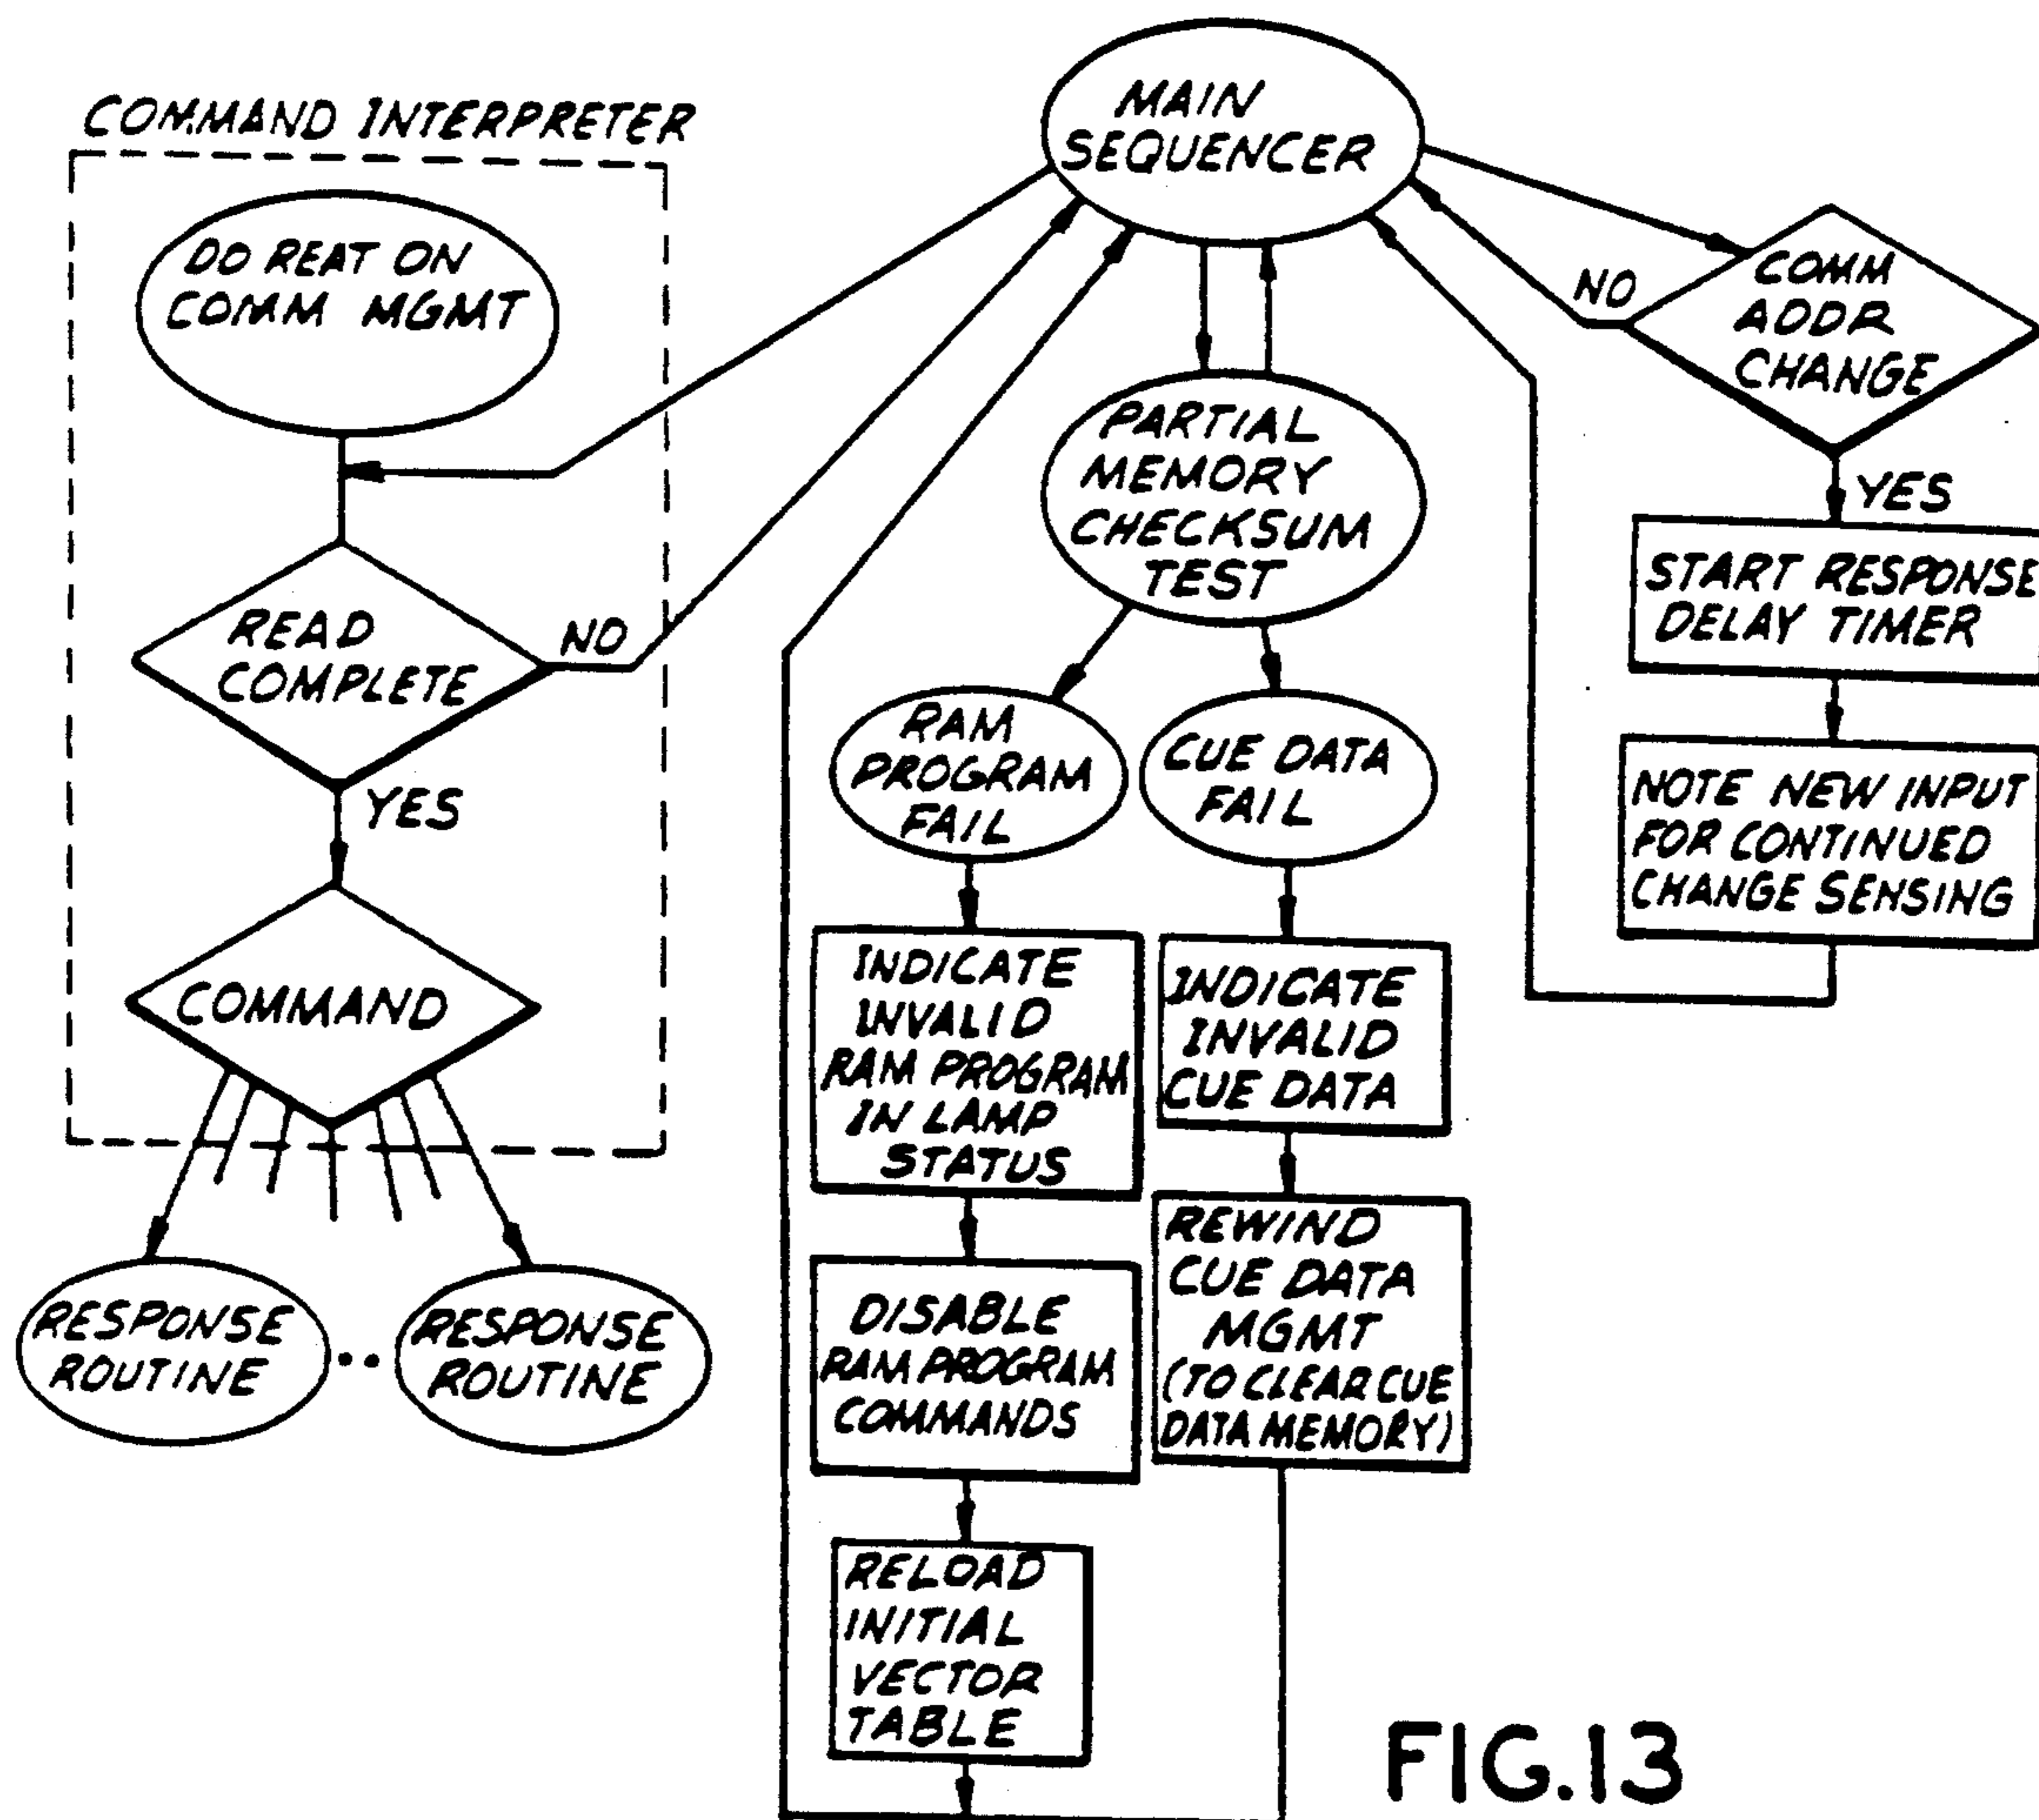 MAIN
SEQUENCER
COMMAND INTERPRETER
DO REAT ON
COMM MGMT
READ
COMPLETE
NO
YES
COMMAND
RESPONSE
ROUTINE
RESPONSE
ROUTINE
PARTIAL
MEMORY
CHECKSUM
TEST
RAM
PROGRAM
FAIL
INDICATE
INVALID
RAM PROGRAM
IN LAMP
STATUS
DISABLE
RAM PROGRAM
COMMANDS
RELOAD
INITIAL
VECTOR
TABLE
CUE DATA
FAIL
INDICATE
INVALID
CUE DATA
REWIND
CUE DATA
MGMT
(TO CLEAR CUE
DATA MEMORY)
COMM
ADDR
CHANGE
NO
YES
START RESPONSE
DELAY TIMER
NOTE NEW INPUT
FOR CONTINUED
CHANGE SENSING
FIG.13